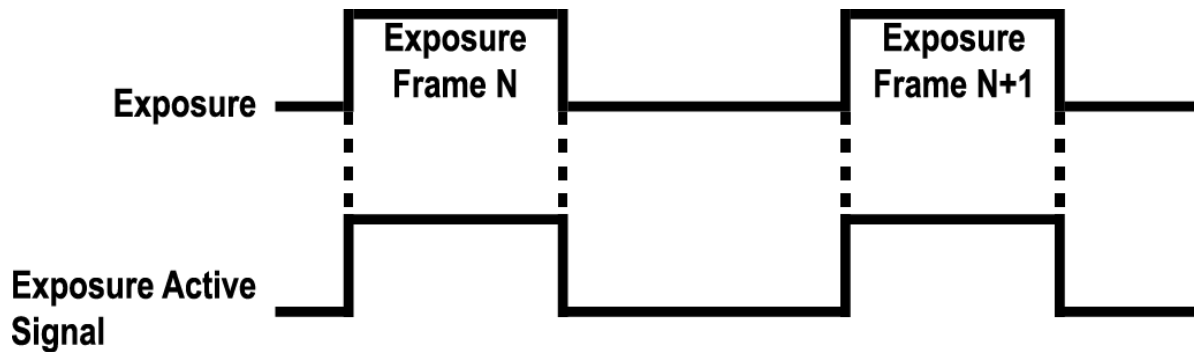 Exposure
Frame N
Exposure
Frame N+1
Exposure
Exposure Active
Signal